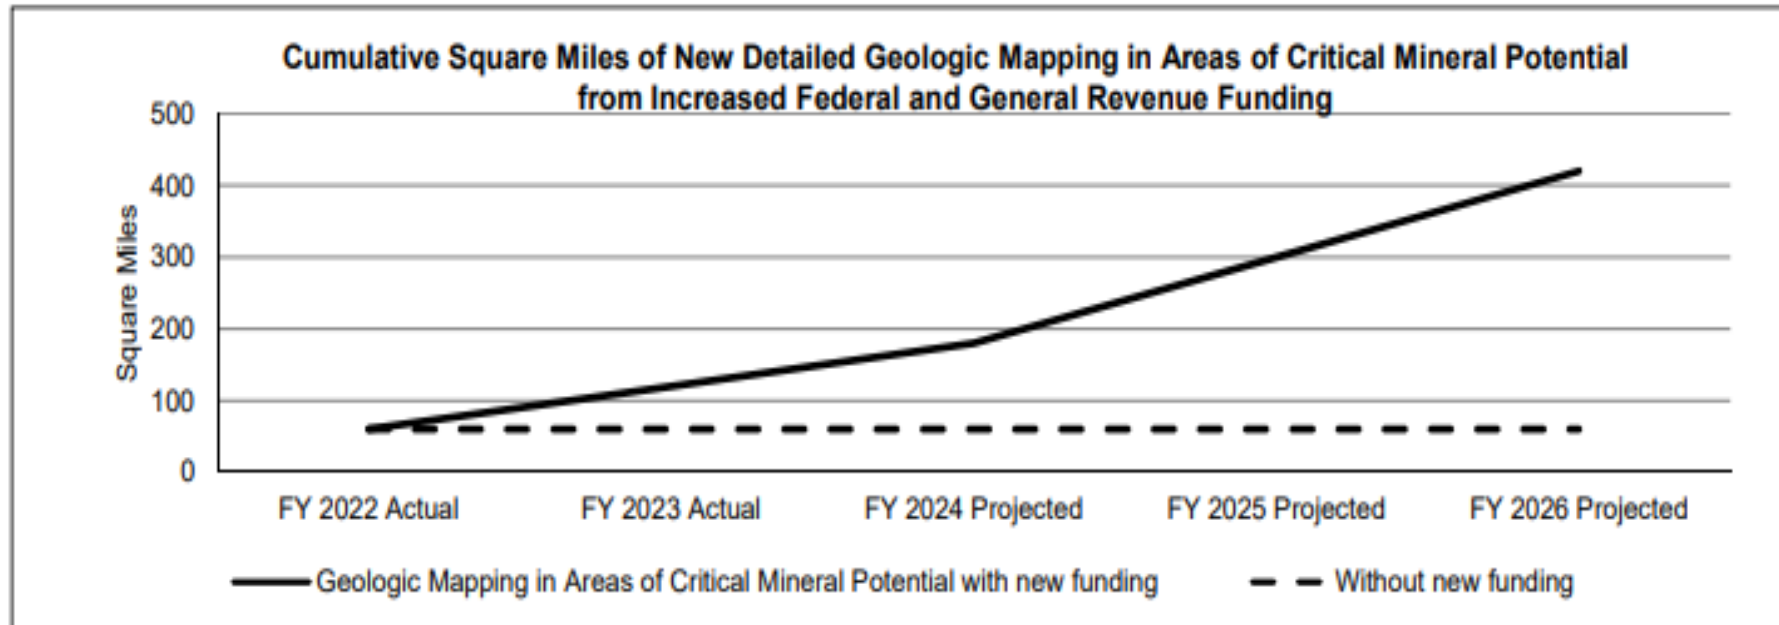 Cumulative Square Miles of New Detailed Geologic Mapping in Areas of Critical Mineral Potential
from Increased Federal and General Revenue Funding
500
400
300
200
100
0
Square Miles
FY 2022 Actual
FY 2023 Actual
FY 2024 Projected
FY 2025 Projected
FY 2026 Projected
Geologic Mapping in Areas of Critical Mineral Potential with new funding
Without new funding